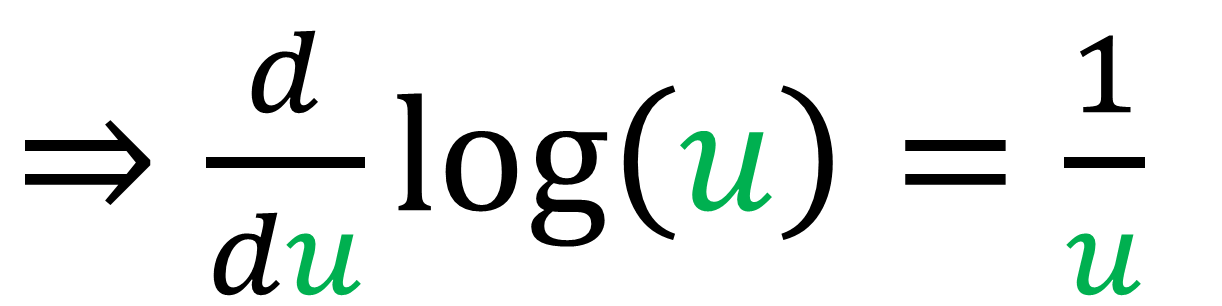 ⇒ d/du log(u) = 1/u